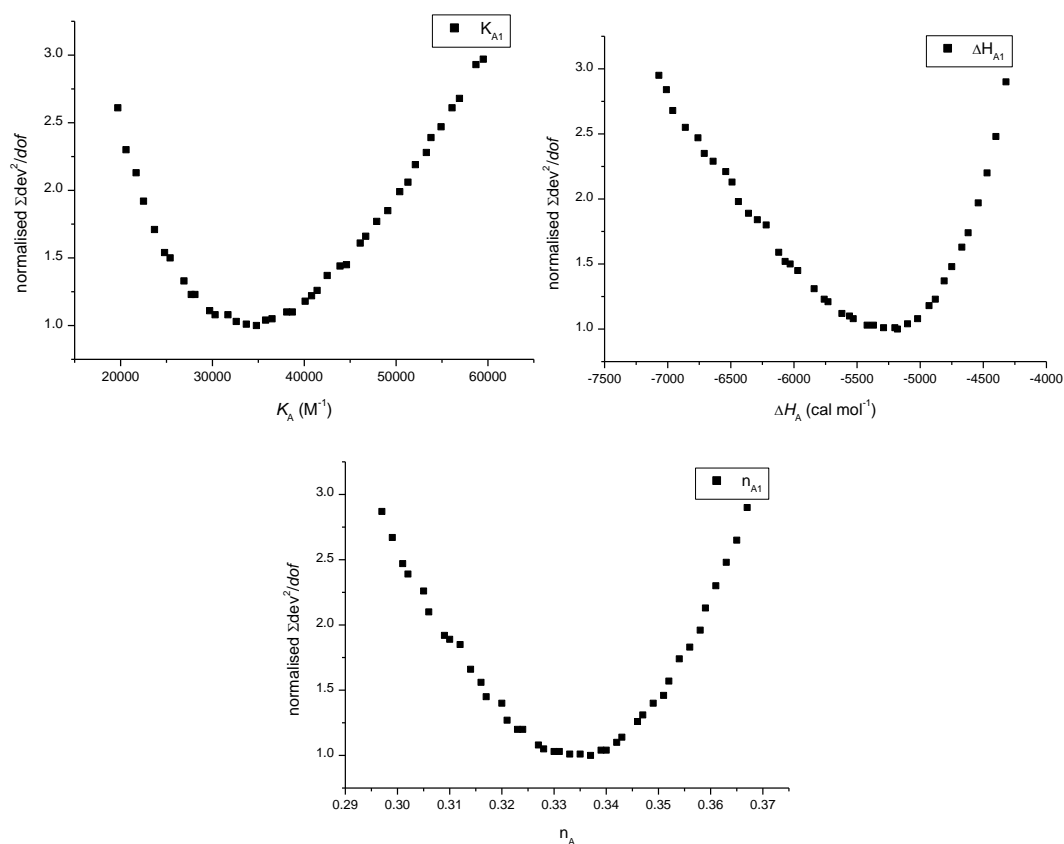 K_A1
normalised Σdev²/dof
3.0
2.5
2.0
1.5
1.0
20000 30000 40000 50000 60000
K_A (M⁻¹)
ΔH_A1
normalised Σdev²/dof
3.0
2.5
2.0
1.5
1.0
-7500 -7000 -6500 -6000 -5500 -5000 -4500 -4000
ΔH_A (cal mol⁻¹)
n_A1
normalised Σdev²/dof
3.0
2.5
2.0
1.5
1.0
0.29 0.30 0.31 0.32 0.33 0.34 0.35 0.36 0.37
n_A